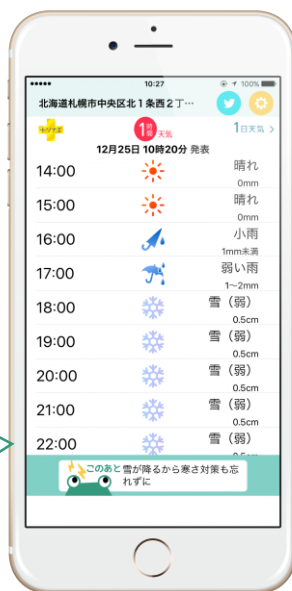 10:27 100%
北海道札幌市中央区北１条西２丁…
1時間天気 1日天気 >
12月25日 10時20分 発表
14:00 晴れ
0mm
15:00 晴れ
0mm
16:00 小雨
1mm未満
17:00 弱い雨
1〜2mm
18:00 雪（弱）
0.5cm
19:00 雪（弱）
0.5cm
20:00 雪（弱）
0.5cm
21:00 雪（弱）
0.5cm
22:00 雪（弱）
このあと 雪が降るから寒さ対策も忘
れずに